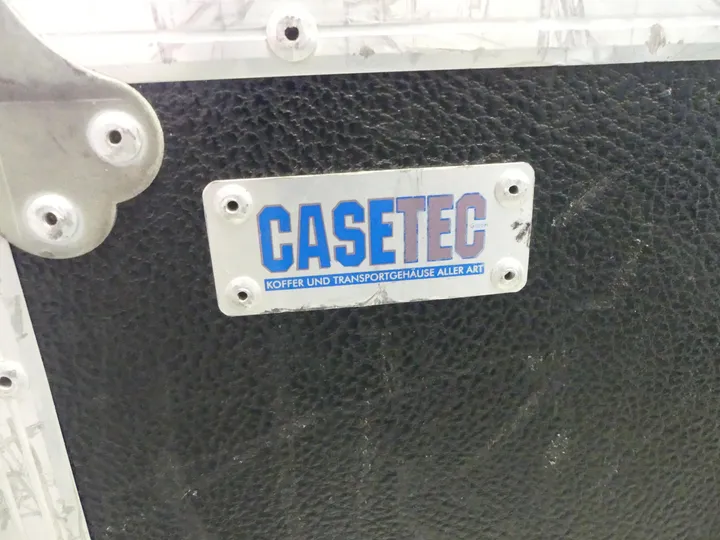 CASETEC
KOFFER UND TRANSPORTGEHÄUSE ALLER ART